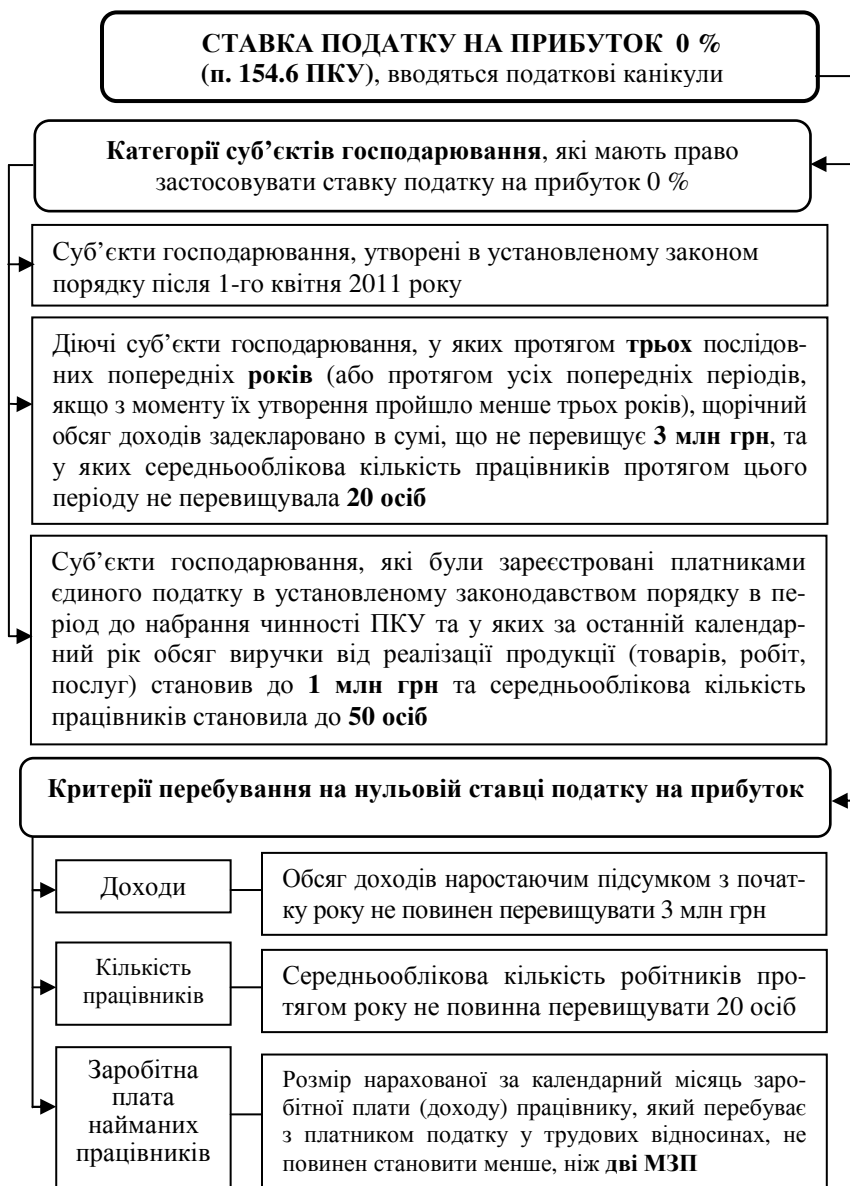 СТАВКА ПОДАТКУ НА ПРИБУТОК 0 %
(п. 154.6 ПКУ), вводяться податкові канікули
Категорії суб’єктів господарювання, які мають право
застосовувати ставку податку на прибуток 0 %
Суб’єкти господарювання, утворені в установленому законом
порядку після 1-го квітня 2011 року
Діючі суб’єкти господарювання, у яких протягом трьох послідов-
них попередніх років (або протягом усіх попередніх періодів,
якщо з моменту їх утворення пройшло менше трьох років), щорічний
обсяг доходів задекларовано в сумі, що не перевищує 3 млн грн, та
у яких середньооблікова кількість працівників протягом цього
періоду не перевищувала 20 осіб
Суб’єкти господарювання, які були зареєстровані платниками
єдиного податку в установленому законодавством порядку в пе-
ріод до набрання чинності ПКУ та у яких за останній календар-
ний рік обсяг виручки від реалізації продукції (товарів, робіт,
послуг) становив до 1 млн грн та середньооблікова кількість
працівників становила до 50 осіб
Критерії перебування на нульовій ставці податку на прибуток
Доходи
Обсяг доходів наростаючим підсумком з почат-
ку року не повинен перевищувати 3 млн грн
Кількість
працівників
Середньооблікова кількість робітників про-
тягом року не повинна перевищувати 20 осіб
Заробітна
плата
найманих
працівників
Розмір нарахованої за календарний місяць заро-
бітної плати (доходу) працівнику, який перебуває
з платником податку у трудових відносинах, не
повинен становити менше, ніж дві МЗП